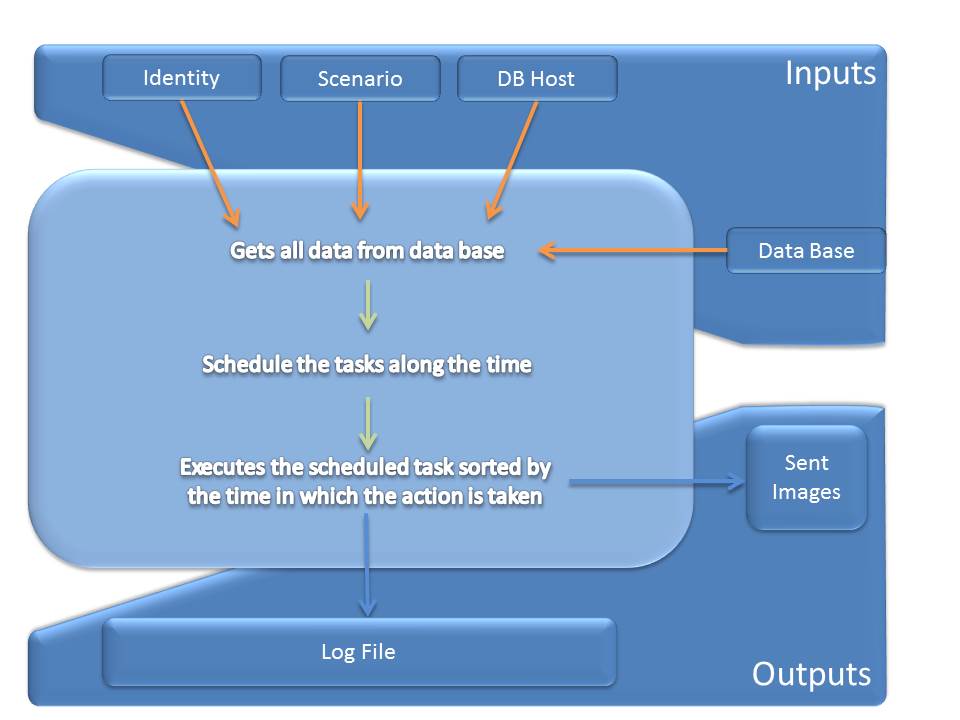 Identity
Scenario
DB Host
Inputs
Gets all data from data base
Data Base
Schedule the tasks along the time
Executes the scheduled task sorted by
the time in which the action is taken
Sent
Images
Log File
Outputs